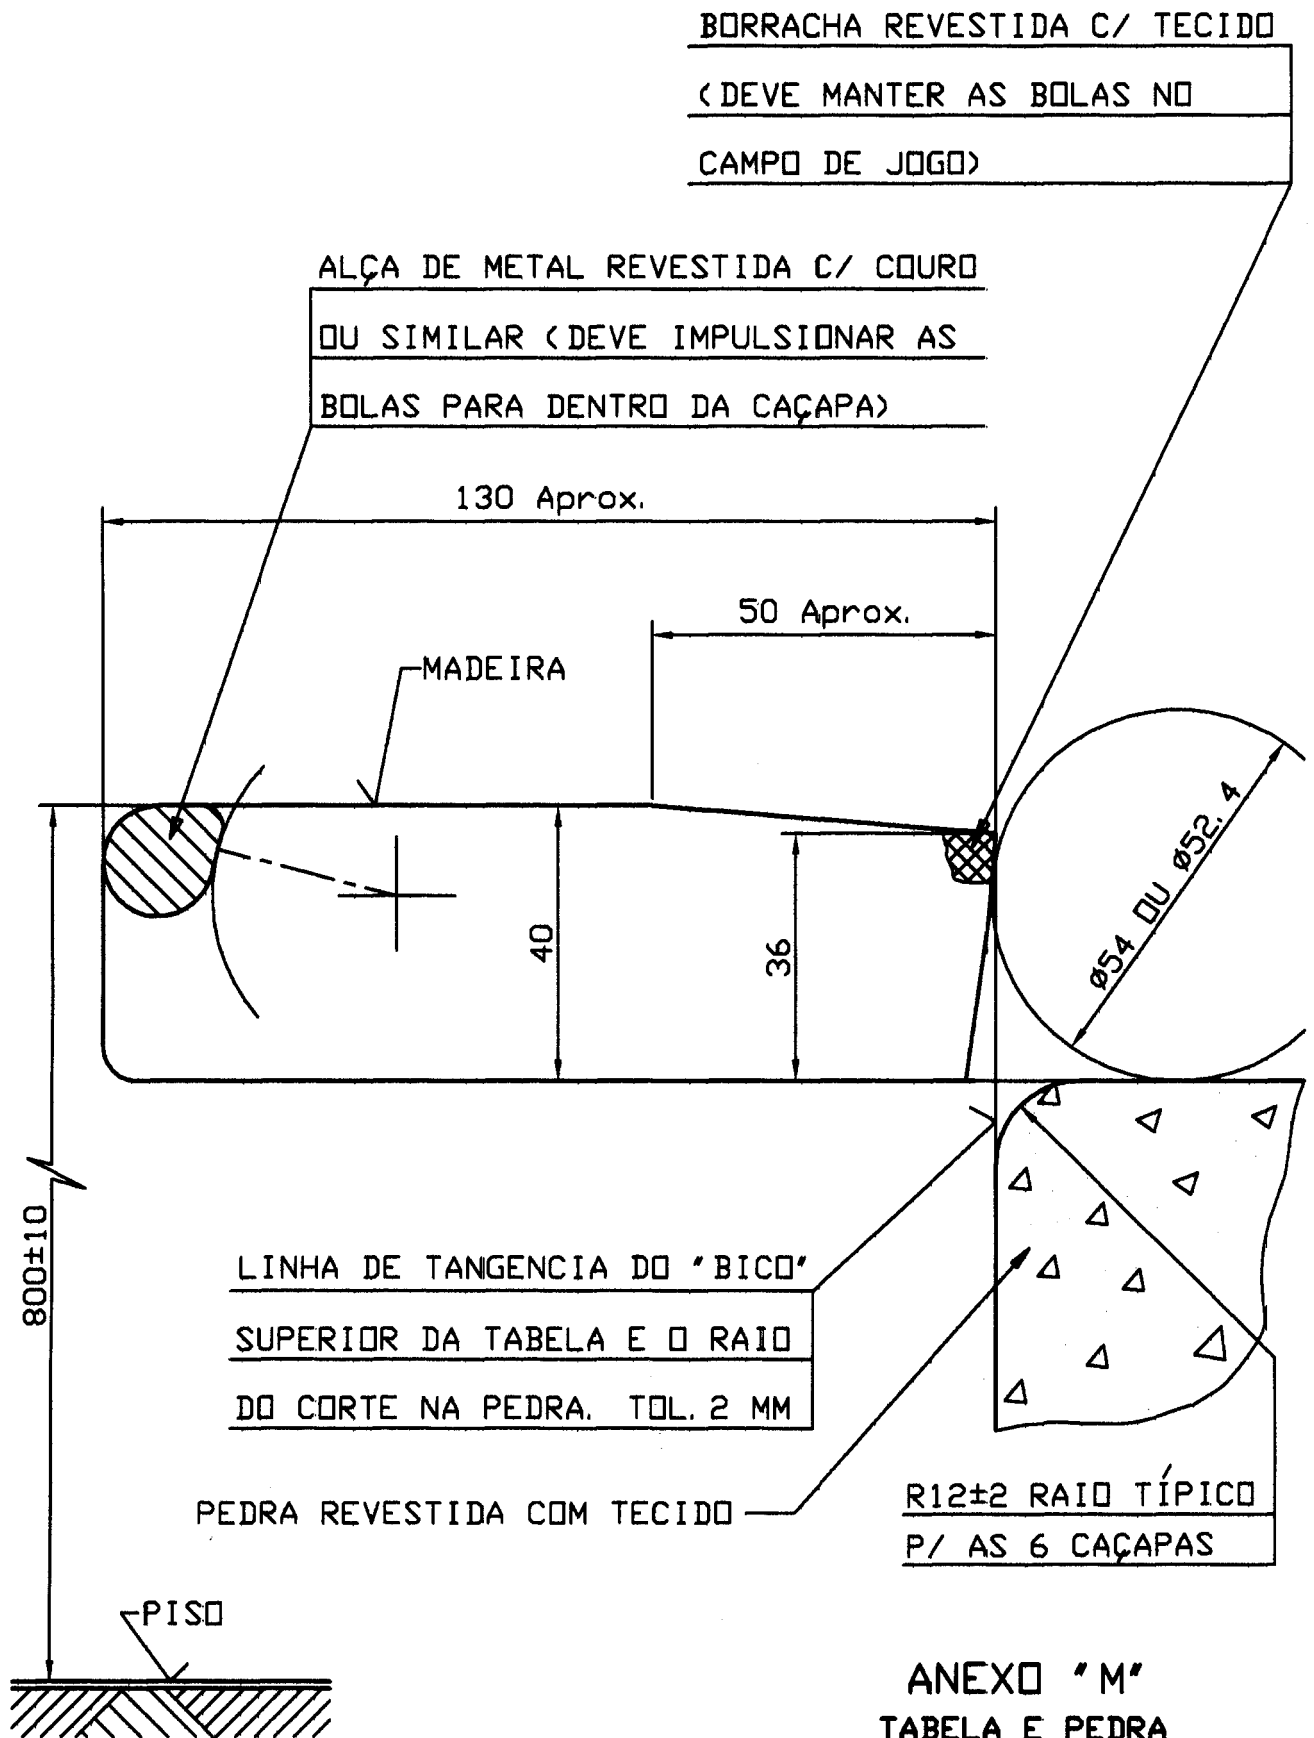 BORRACHA REVESTIDA C/ TECIDO
(DEVE MANTER AS BOLAS NO
CAMPO DE JOGO)
ALÇA DE METAL REVESTIDA C/ COURO
OU SIMILAR (DEVE IMPULSIONAR AS
BOLAS PARA DENTRO DA CAÇAPA)
130 Aprox.
50 Aprox.
MADEIRA
ø54 OU ø52.4
40
36
800±10
LINHA DE TANGENCIA DO "BICO"
SUPERIOR DA TABELA E O RAIO
DO CORTE NA PEDRA. TOL. 2 MM
PEDRA REVESTIDA COM TECIDO
R12±2 RAIO TÍPICO
P/ AS 6 CAÇAPAS
PISO
ANEXO "M"
TABELA E PEDRA